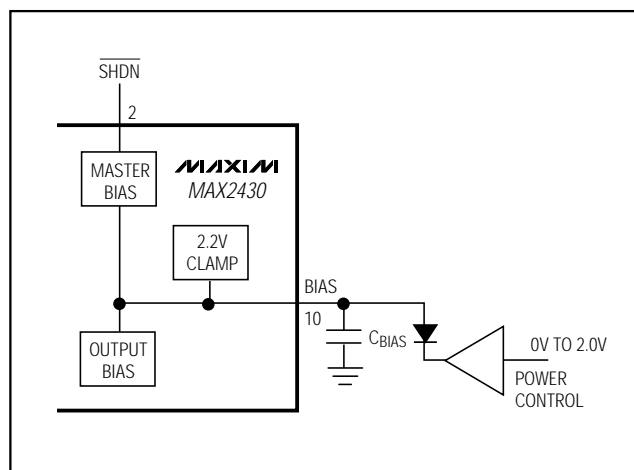 SHDN
2
MASTER
BIAS
MAXIM
MAX2430
2.2V
CLAMP
BIAS
10
CBIAS
OUTPUT
BIAS
0V TO 2.0V
POWER
CONTROL